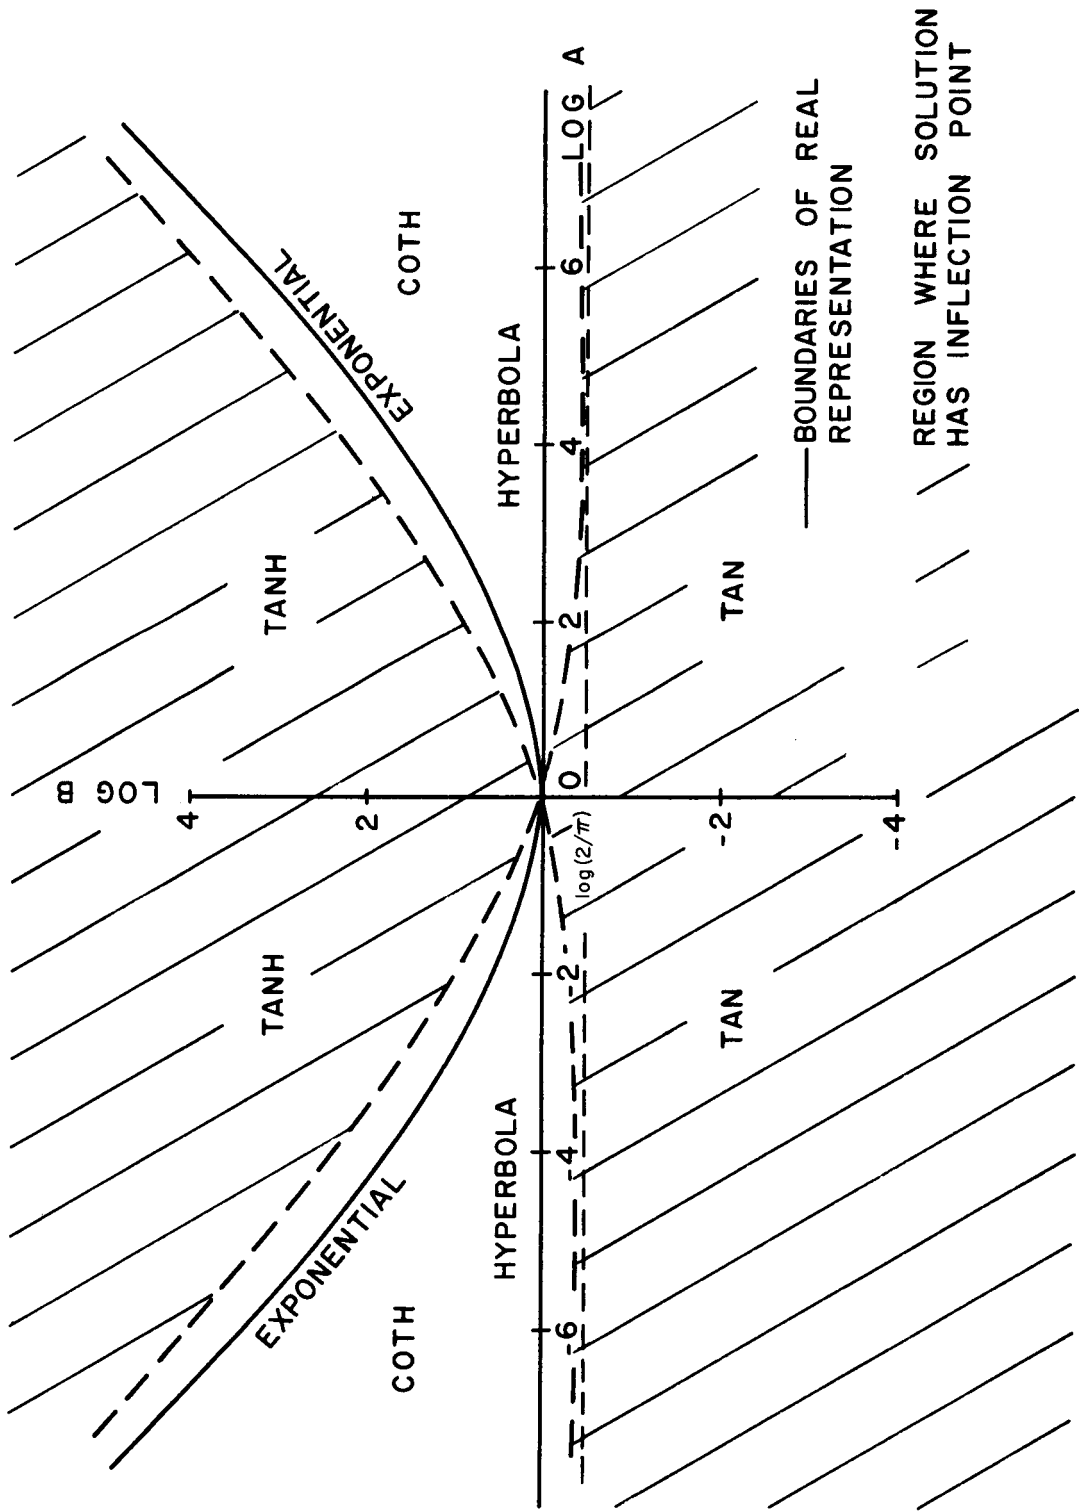 LOG B
4
2
-2
-4
TANH
TANH
EXPONENTIAL
EXPONENTIAL
COTH
COTH
HYPERBOLA
HYPERBOLA
-6
-4
-2
0
2
4
6
LOG A
log(2/π)
TAN
TAN
BOUNDARIES OF REAL
REPRESENTATION
REGION WHERE SOLUTION
HAS INFLECTION POINT